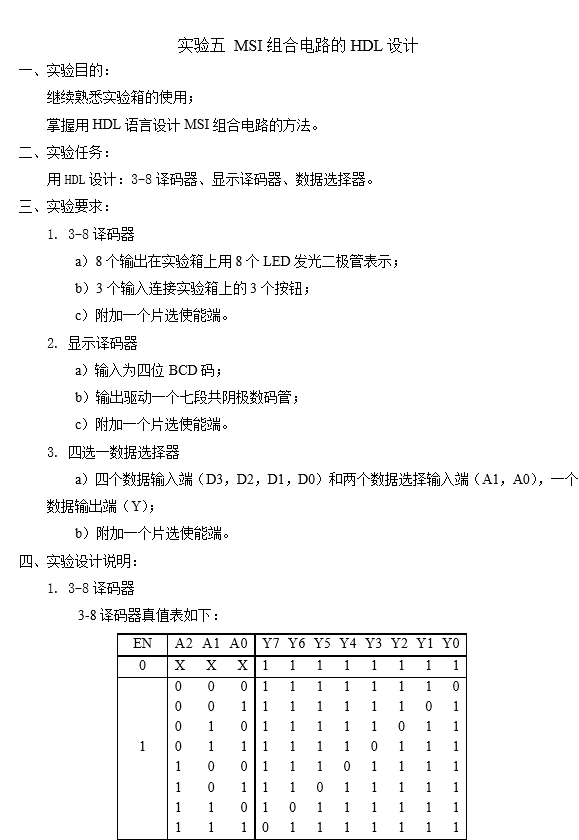 实验五 MSI 组合电路的 HDL 设计
一、实验目的：
继续熟悉实验箱的使用；
掌握用 HDL 语言设计 MSI 组合电路的方法。
二、实验任务：
用 HDL 设计：3-8 译码器、显示译码器、数据选择器。
三、实验要求：
1. 3-8 译码器
a）8 个输出在实验箱上用 8 个 LED 发光二极管表示；
b）3 个输入连接实验箱上的 3 个按钮；
c）附加一个片选使能端。
2. 显示译码器
a）输入为四位 BCD 码；
b）输出驱动一个七段共阴极数码管；
c）附加一个片选使能端。
3. 四选一数据选择器
a）四个数据输入端（D3，D2，D1，D0）和两个数据选择输入端（A1，A0），一个
数据输出端（Y）；
b）附加一个片选使能端。
四、实验设计说明：
1. 3-8 译码器
3-8 译码器真值表如下：
EN A2 A1 A0 Y7 Y6 Y5 Y4 Y3 Y2 Y1 Y0
0 X X X 1 1 1 1 1 1 1 1
0 0 0 1 1 1 1 1 1 1 0
0 0 1 1 1 1 1 1 1 0 1
0 1 0 1 1 1 1 1 0 1 1
1 0 1 1 1 1 1 1 0 1 1 1
1 0 0 1 1 1 0 1 1 1 1
1 0 1 1 1 0 1 1 1 1 1
1 1 0 1 0 1 1 1 1 1 1
1 1 1 0 1 1 1 1 1 1 1